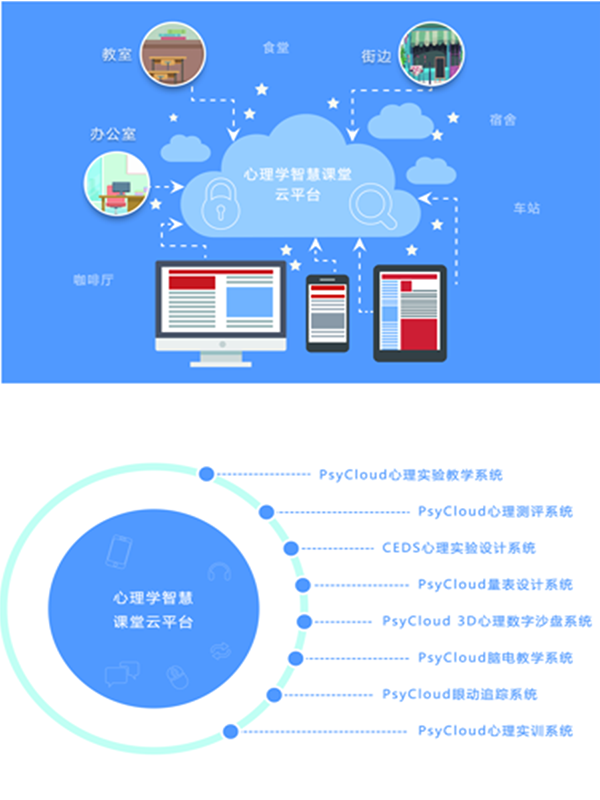 教室
食堂
街边
办公室
宿舍
心理学智慧课堂
云平台
车站
咖啡厅
PsyCloud心理实验教学系统
PsyCloud心理测评系统
CEDS心理实验设计系统
PsyCloud量表设计系统
心理学智慧
课堂云平台
PsyCloud 3D心理数字沙盘系统
PsyCloud脑电教学系统
PsyCloud眼动追踪系统
PsyCloud心理实训系统